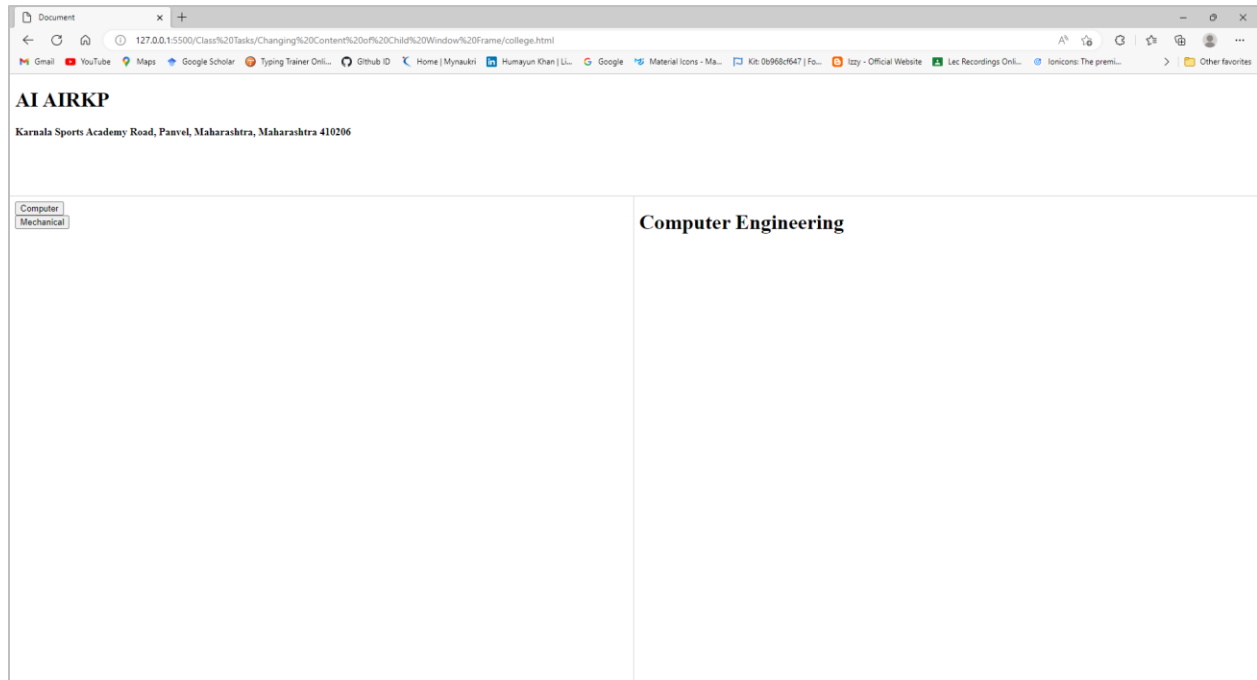 Document
127.0.0.1:5500/Class%20Tasks/Changing%20Content%20of%20Child%20Window%20Frame/college.html
Gmail YouTube Maps Google Scholar Typing Trainer Onli... Github ID Home | Mynaukri Humayun Khan | Li... Google Material Icons - Ma... Kit: 0b968cf647 | Fo... Izzy - Official Website Lec Recordings Onli... Ionicons: The premi... Other favorites
AI AIRKP
Karnala Sports Academy Road, Panvel, Maharashtra, Maharashtra 410206
Computer
Mechanical
Computer Engineering